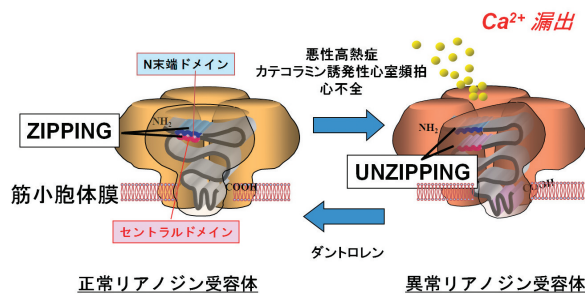 Ca²⁺ 漏出
N末端ドメイン
悪性高熱症
カテコラミン誘発性心室頻拍
心不全
NH₂
ZIPPING
NH₂
UNZIPPING
COOH
COOH
筋小胞体膜
セントラルドメイン
ダントロレン
正常リアノジン受容体
異常リアノジン受容体